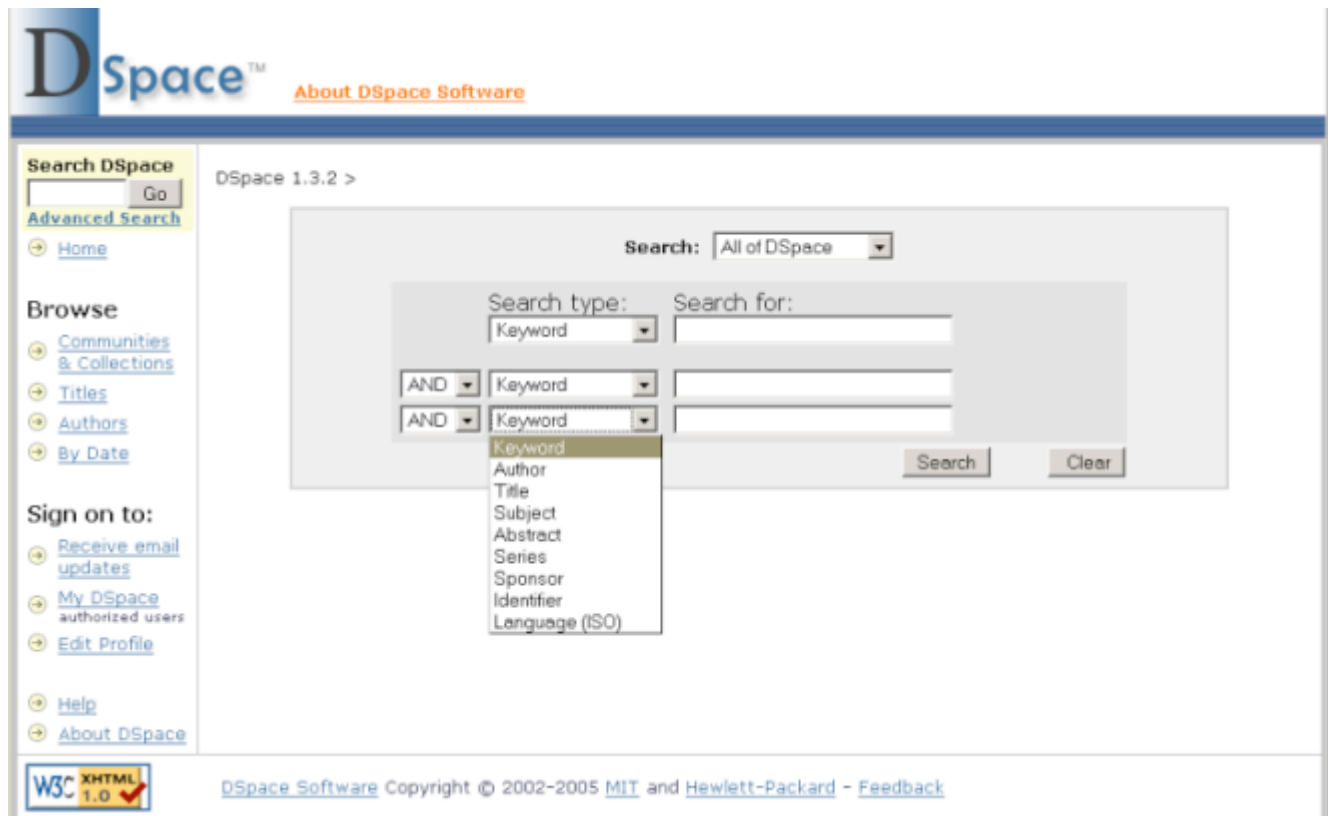 DSpace™
About DSpace Software
Search DSpace
Go
Advanced Search
Home
Browse
Communities
& Collections
Titles
Authors
By Date
Sign on to:
Receive email
updates
My DSpace
authorized users
Edit Profile
Help
About DSpace
DSpace 1.3.2 >
Search: All of DSpace
Search type: Search for:
Keyword
AND Keyword
AND Keyword
Keyword
Author
Title
Subject
Abstract
Series
Sponsor
Identifier
Language (ISO)
Search Clear
W3C XHTML 1.0
DSpace Software Copyright © 2002-2005 MIT and Hewlett-Packard - Feedback